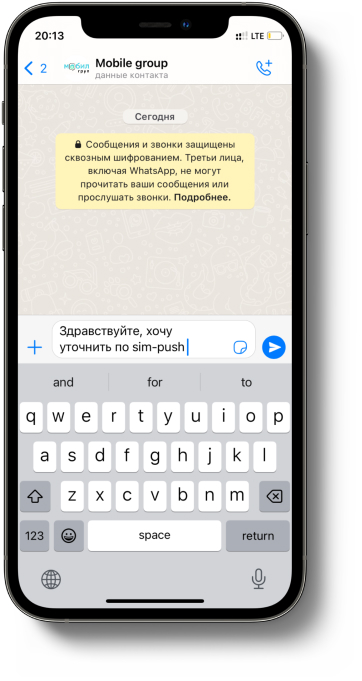 20:13
LTE
2
мобил
груп
Mobile group
данные контакта
Сегодня
Сообщения и звонки защищены
сквозным шифрованием. Третьи лица,
включая WhatsApp, не могут
прочитать ваши сообщения или
прослушать звонки. Подробнее.
Здравствуйте, хочу
уточнить по sim-push
and for to
q w e r t y u i o p
a s d f g h j k l
z x c v b n m
123 space return